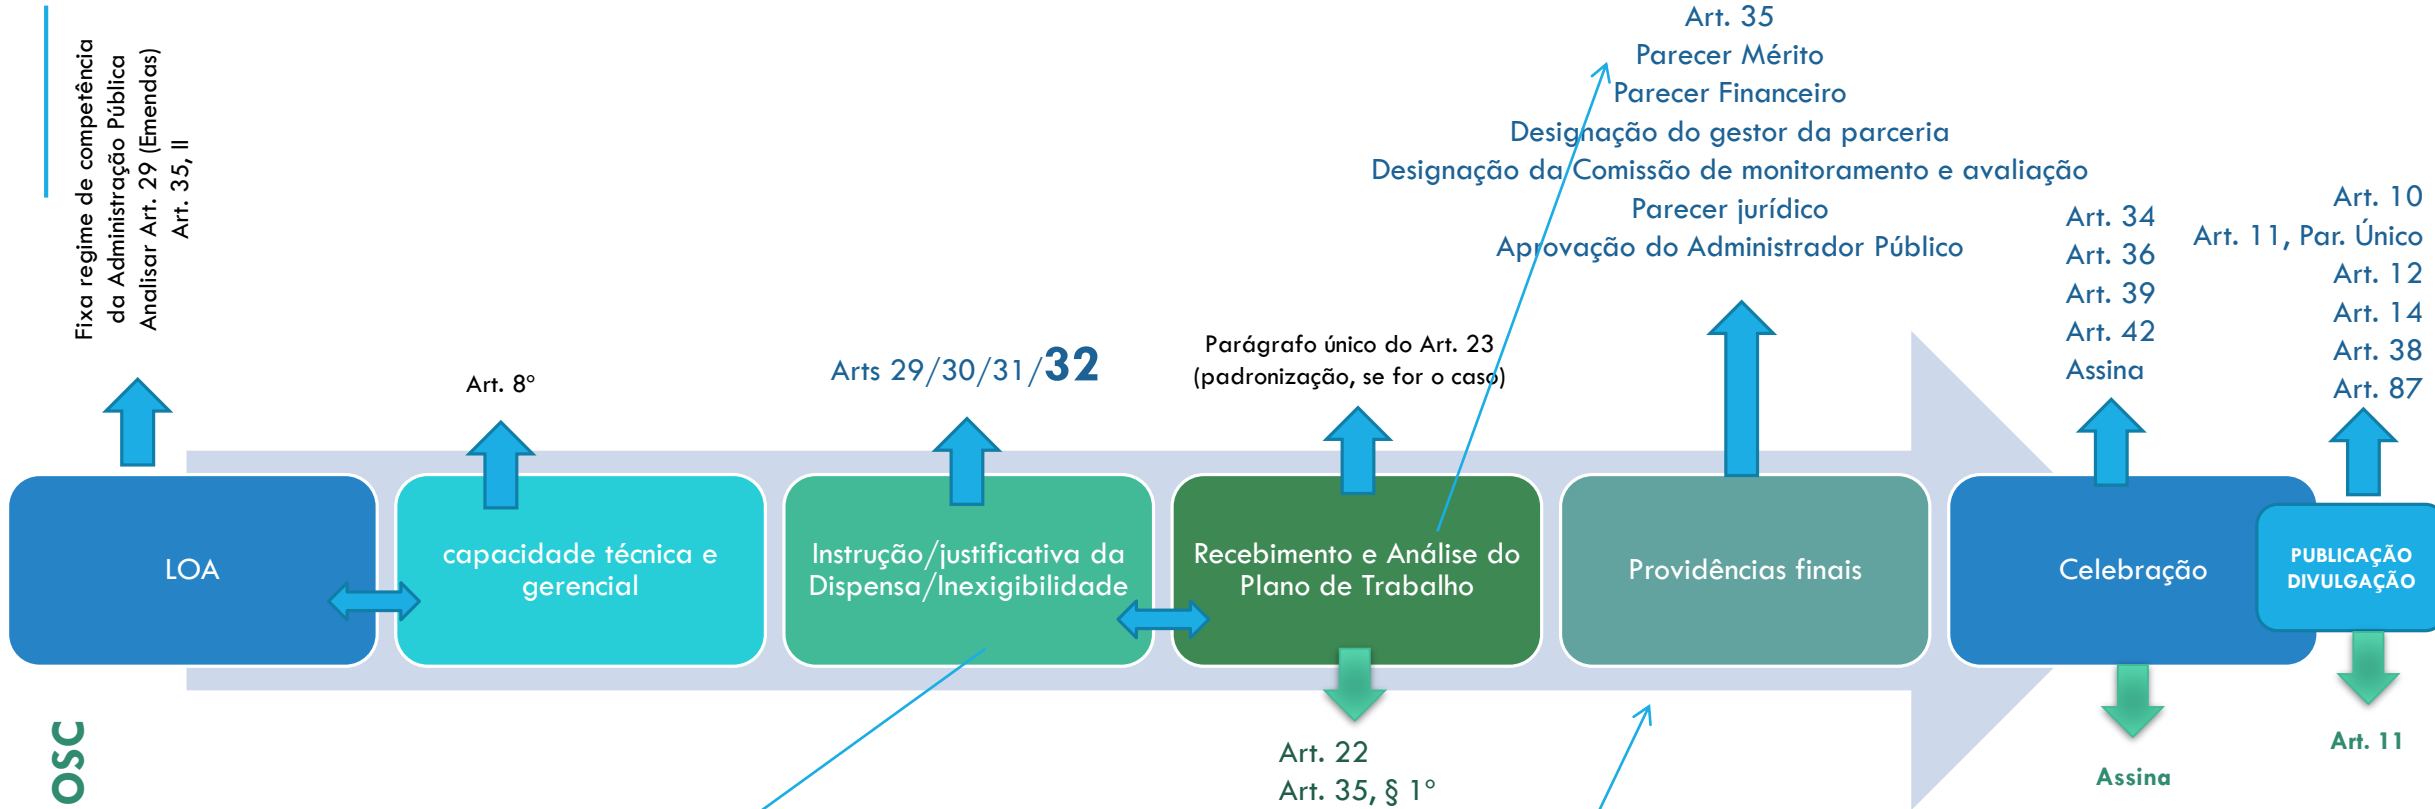 Fixa regime de competência
da Administração Pública
Analisar Art. 29 (Emendas)
Art. 35, II
Art. 8º
Arts 29/30/31/32
Parágrafo único do Art. 23
(padronização, se for o caso)
Art. 35
Parecer Mérito
Parecer Financeiro
Designação do gestor da parceria
Designação da Comissão de monitoramento e avaliação
Parecer jurídico
Aprovação do Administrador Público
Art. 34
Art. 36
Art. 39
Art. 42
Assina
Art. 10
Art. 11, Par. Único
Art. 12
Art. 14
Art. 38
Art. 87
LOA
capacidade técnica e
gerencial
Instrução/justificativa da
Dispensa/Inexigibilidade
Recebimento e Análise do
Plano de Trabalho
Providências finais
Celebração
PUBLICAÇÃO
DIVULGAÇÃO
OSC
Art. 22
Art. 35, § 1º
Assina
Art. 11